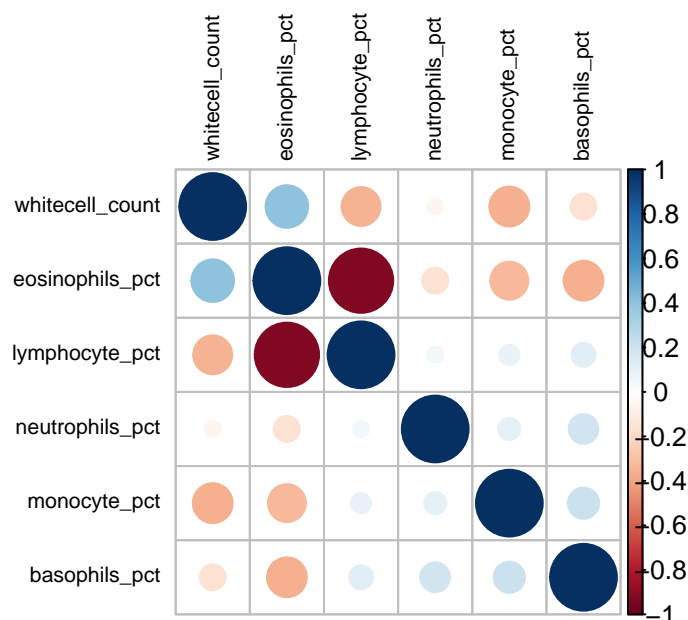 whitecell_count
eosinophils_pct
lymphocyte_pct
neutrophils_pct
monocyte_pct
basophils_pct
whitecell_count
eosinophils_pct
lymphocyte_pct
neutrophils_pct
monocyte_pct
basophils_pct
1
0.8
0.6
0.4
0.2
0
−0.2
−0.4
−0.6
−0.8
−1